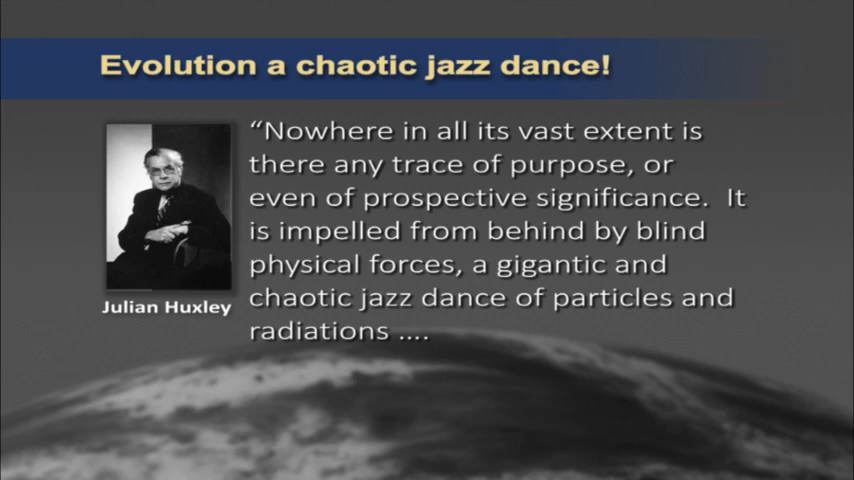 Evolution a chaotic jazz dance!
“Nowhere in all its vast extent is
there any trace of purpose, or
even of prospective significance.  It
is impelled from behind by blind
physical forces, a gigantic and
chaotic jazz dance of particles and
radiations ....
Julian Huxley